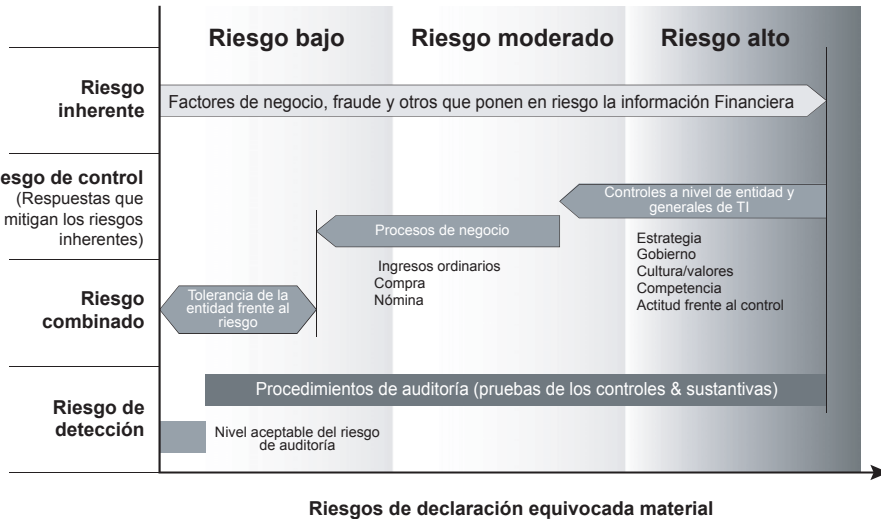 Riesgo bajo
Riesgo moderado
Riesgo alto
Riesgo
inherente
Factores de negocio, fraude y otros que ponen en riesgo la información Financiera
esgo de control
(Respuestas que
mitigan los riesgos
inherentes)
Controles a nivel de entidad y
generales de TI
Procesos de negocio
Estrategia
Gobierno
Cultura/valores
Competencia
Actitud frente al control
Ingresos ordinarios
Compra
Nómina
Riesgo
combinado
Tolerancia de la
entidad frente al
riesgo
Riesgo de
detección
Procedimientos de auditoría (pruebas de los controles & sustantivas)
Nivel aceptable del riesgo
de auditoría
Riesgos de declaración equivocada material